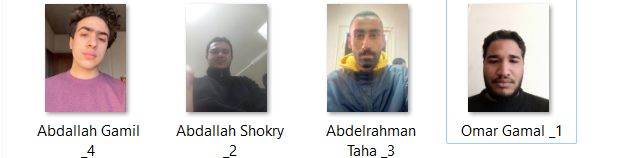 Abdallah Gamil
_4
Abdallah Shokry
_2
Abdelrahman
Taha _3
Omar Gamal _1